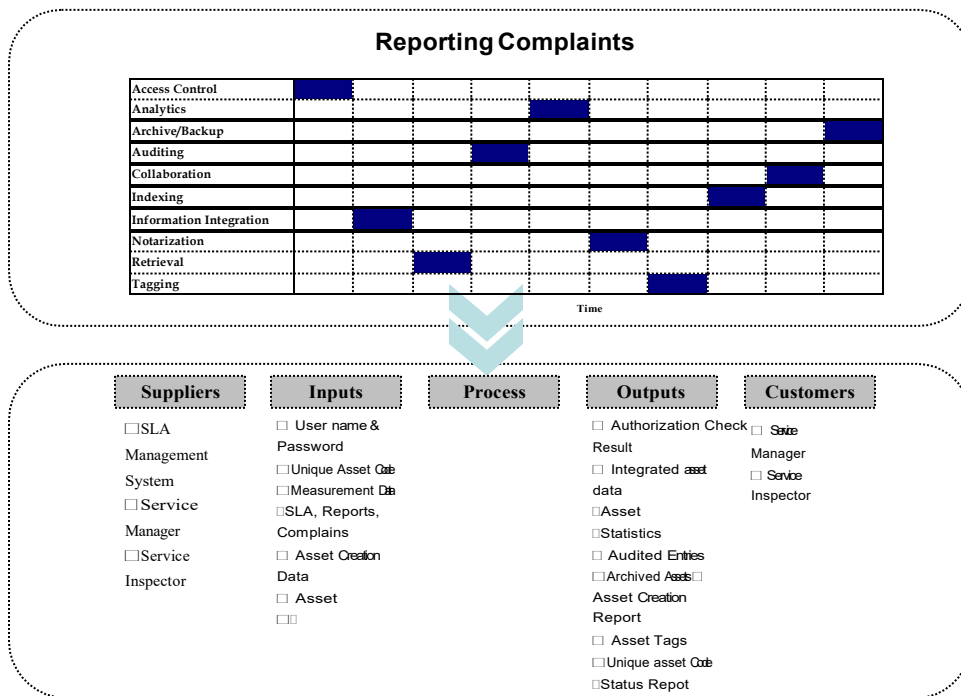 Reporting Complaints
Access Control
Analytics
Archive/Backup
Auditing
Collaboration
Indexing
Information Integration
Notarization
Retrieval
Tagging
Time
Suppliers
□SLA
Management
System
□Service
Manager
□Service
Inspector
Inputs
□ User name &
Password
□Unique Asset Code
□Measurement Data
□SLA, Reports,
Complains
□ Asset Creation
Data
□ Asset
□□
Process
Outputs
□ Authorization Check
Result
□ Integrated asset
data
□Asset
□Statistics
□ Audited Entries
□Archived Assets□
Asset Creation
Report
□ Asset Tags
□Unique asset Code
□Status Repot
Customers
□ Service
Manager
□ Service
Inspector